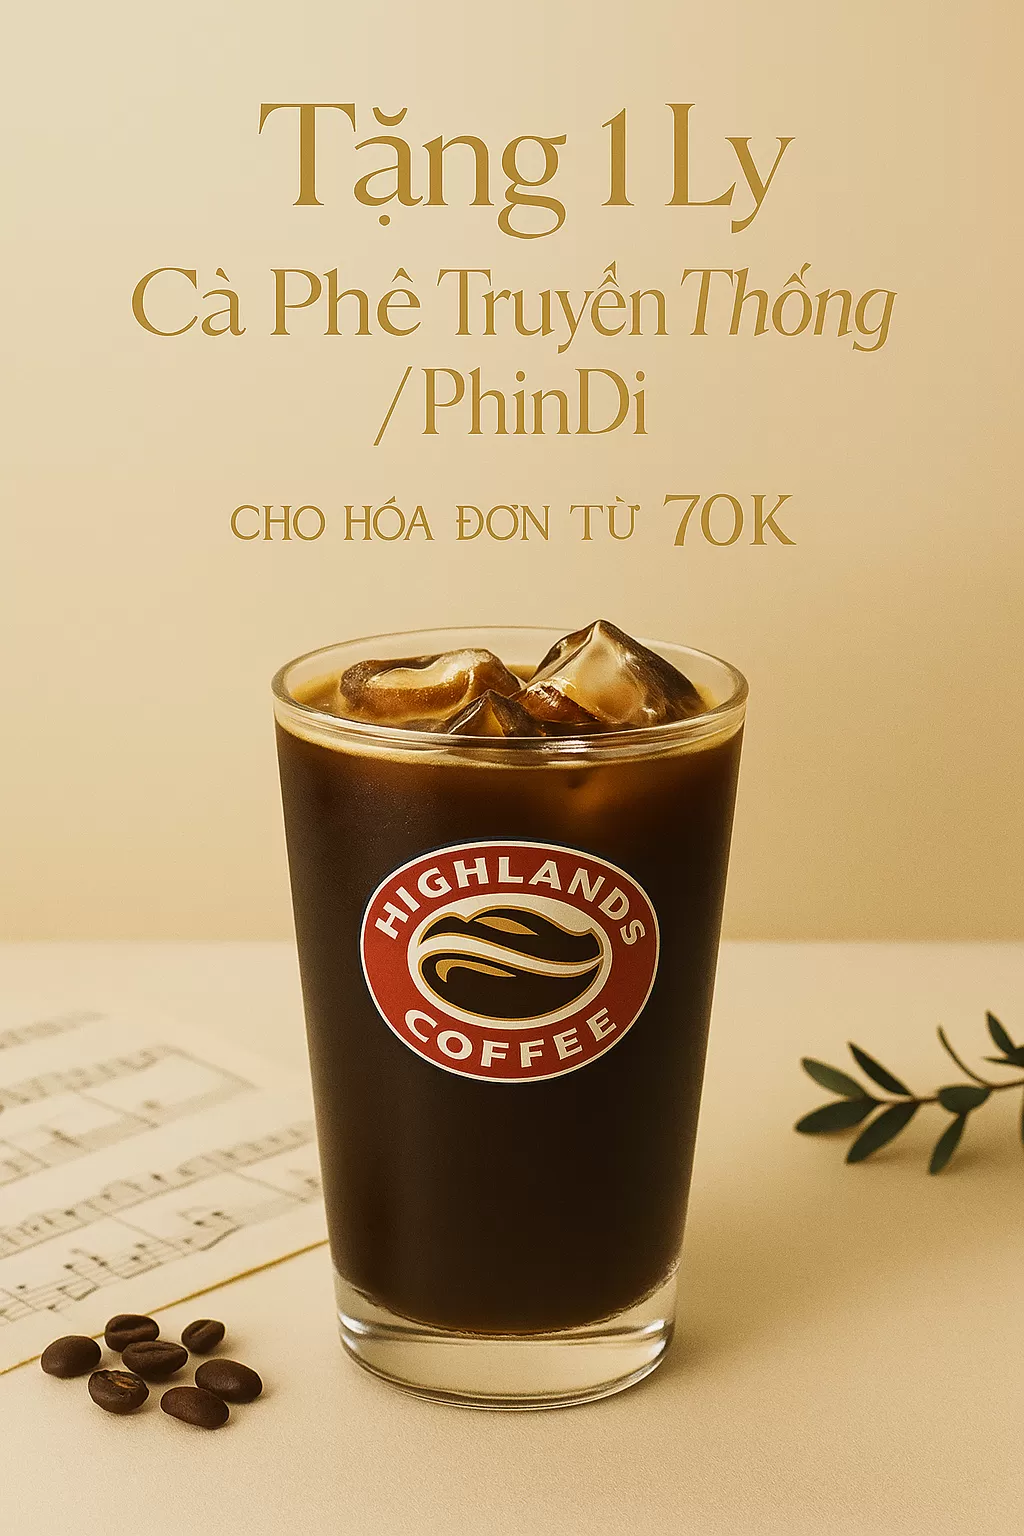 Tặng 1 Ly
Cà Phê Truyền Thống
/PhinDi
CHO HÓA ĐƠN TỪ 70K
HIGHLANDS
COFFEE